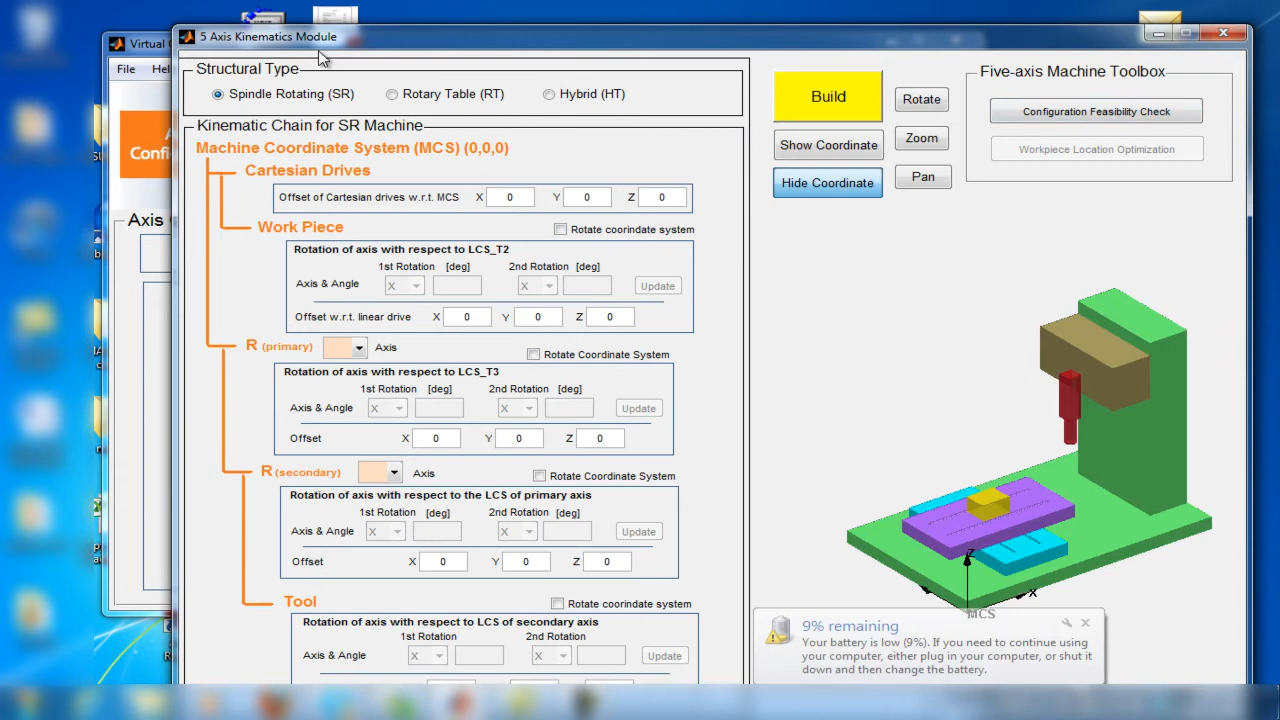 Virtual
5 Axis Kinematics Module
File
Structural Type
Spindle Rotating (SR)
Rotary Table (RT)
Hybrid (HT)
Build
Rotate
Show Coordinate
Zoom
Hide Coordinate
Pan
Five-axis Machine Toolbox
Configuration Feasibility Check
Workpiece Location Optimization
Kinematic Chain for SR Machine
Machine Coordinate System (MCS) (0,0,0)
Cartesian Drives
Offset of Cartesian drives w.r.t. MCS X 0 Y 0 Z 0
Work Piece
Rotate coorindate system
Rotation of axis with respect to LCS_T2
1st Rotation [deg] 2nd Rotation [deg]
Axis & Angle X X Update
Offset w.r.t. linear drive X 0 Y 0 Z 0
R (primary) Axis
Rotate Coordinate System
Rotation of axis with respect to LCS_T3
1st Rotation [deg] 2nd Rotation [deg]
Axis & Angle X X Update
Offset X 0 Y 0 Z 0
R (secondary) Axis
Rotate Coordinate System
Rotation of axis with respect to the LCS of primary axis
1st Rotation [deg] 2nd Rotation [deg]
Axis & Angle X X Update
Offset X 0 Y 0 Z 0
Tool
Rotate coorindate system
Rotation of axis with respect to LCS of secondary axis
1st Rotation 2nd Rotation
Axis & Angle X X Update
Z
X
MCS
9% remaining
Your battery is low (9%). If you need to continue using
your computer, either plug in your computer, or shut it
down and then change the battery.